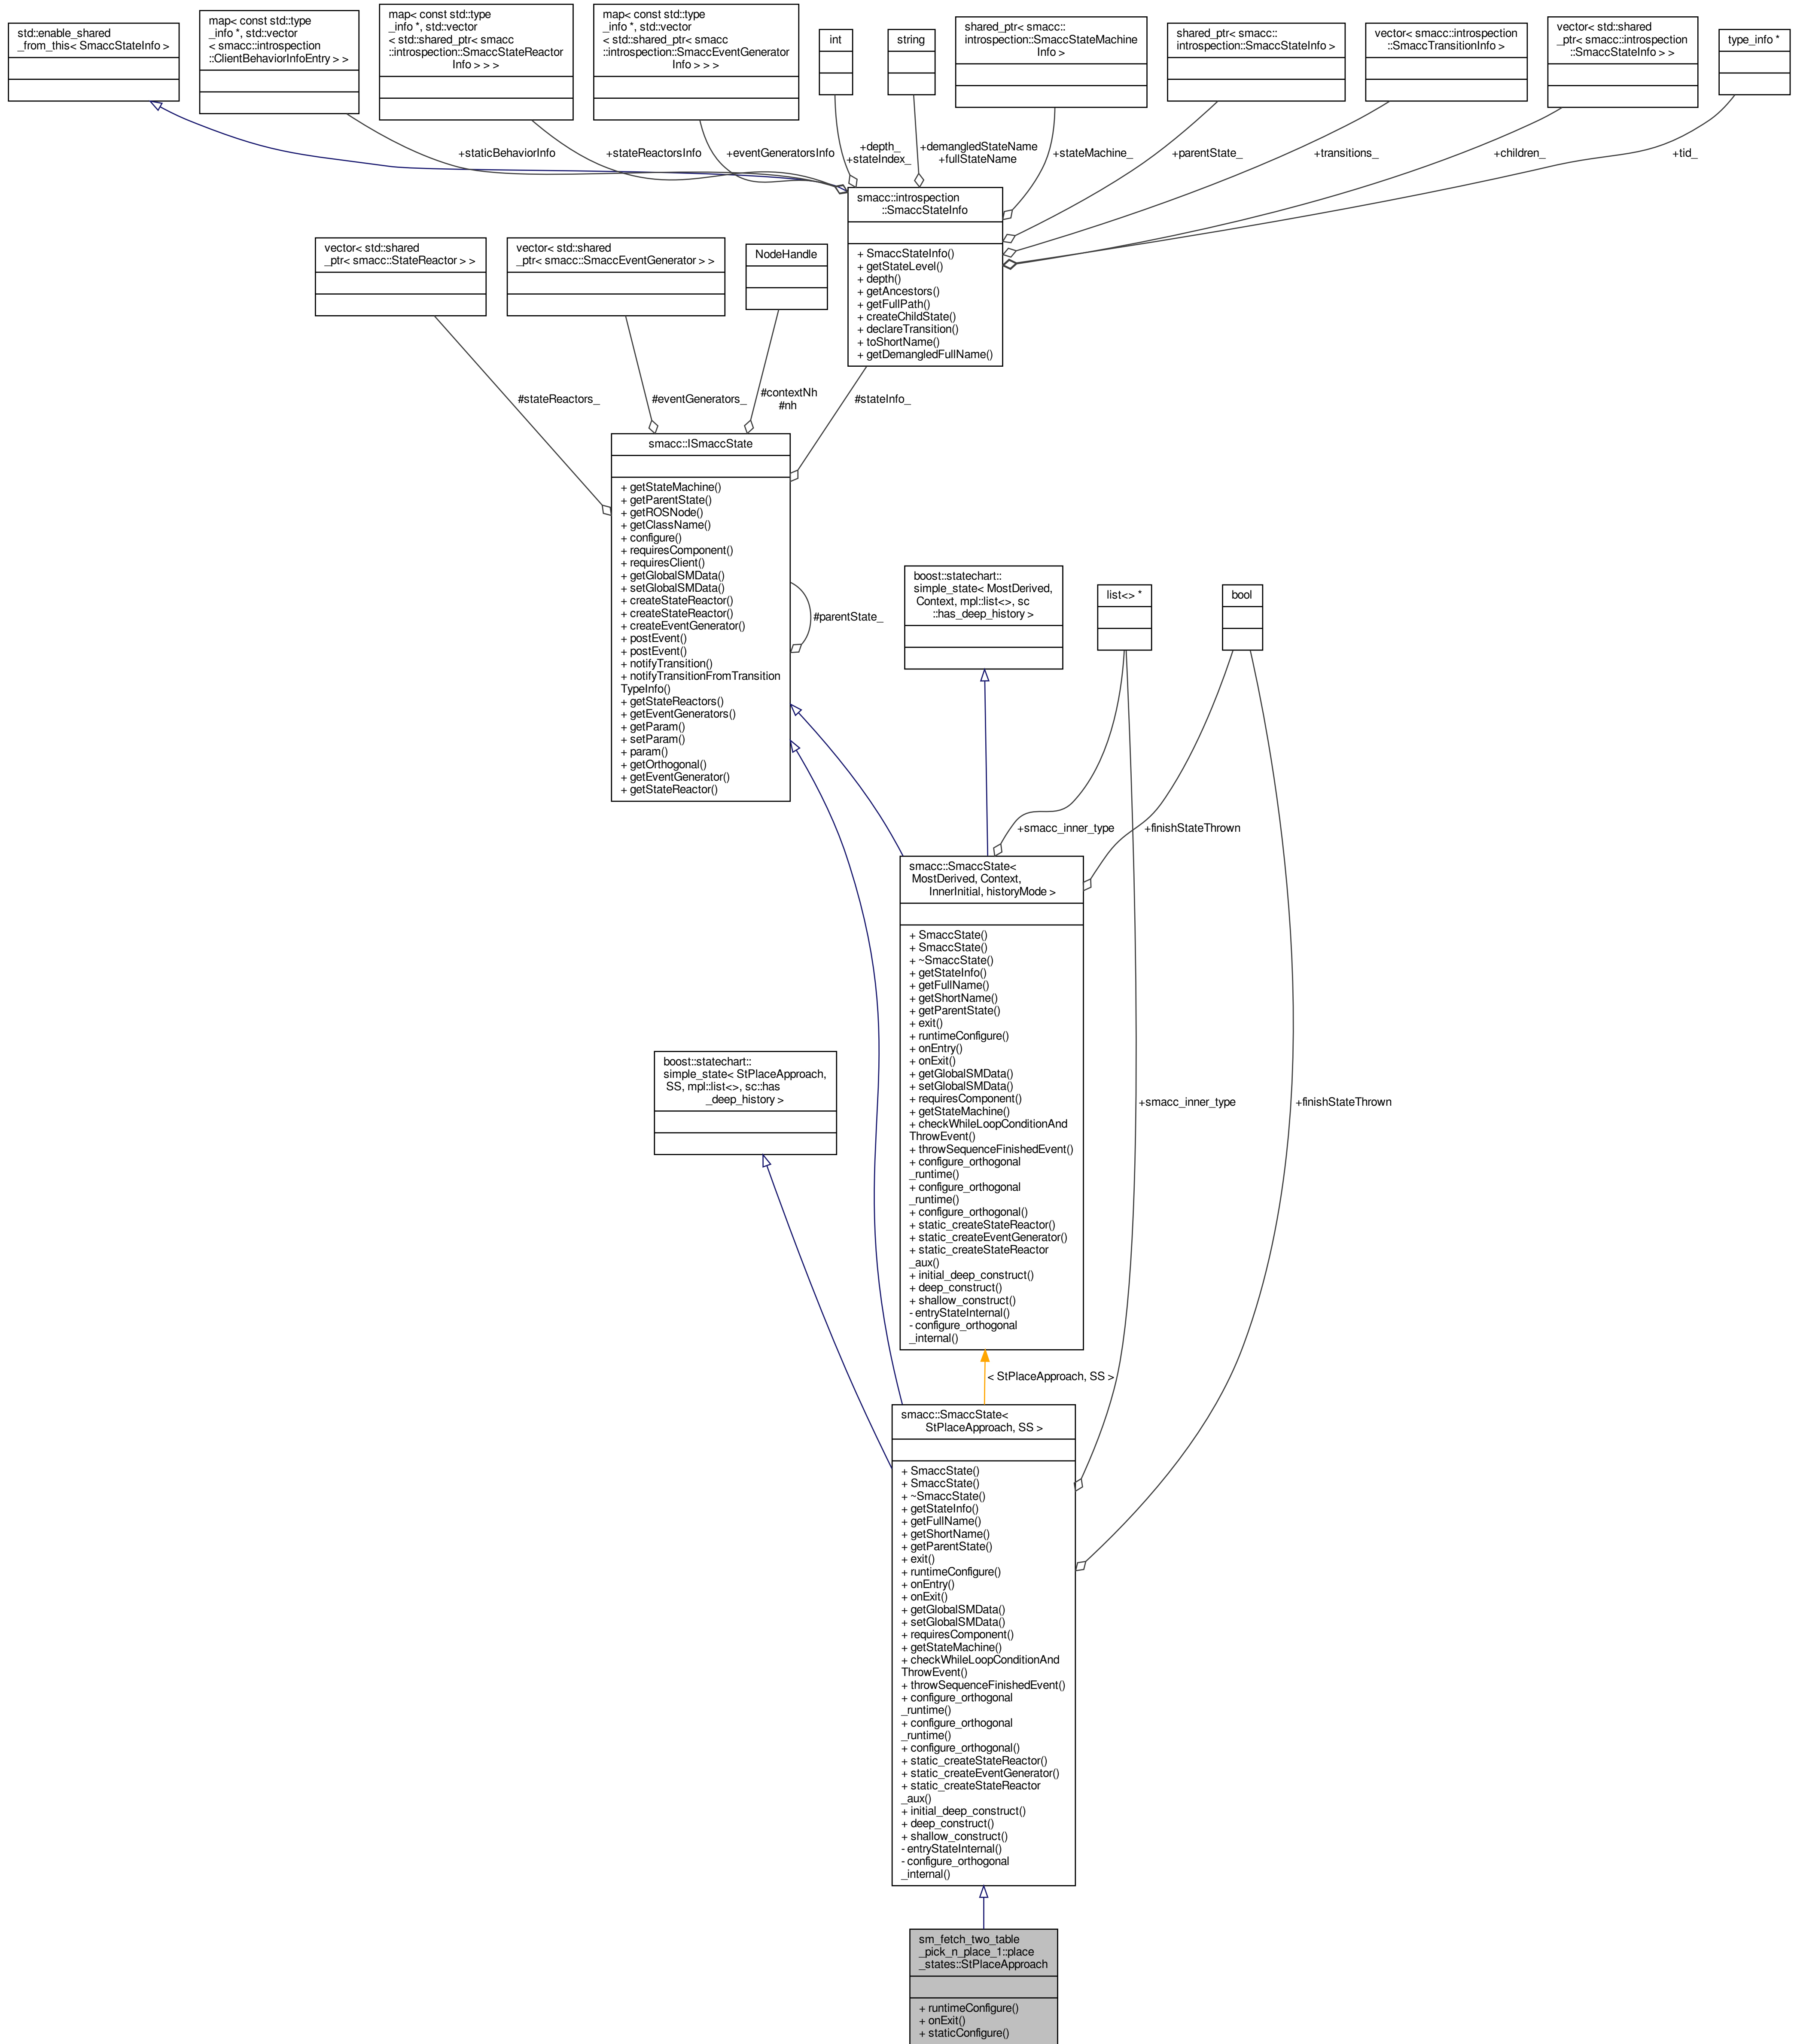 std::enable_shared
_from_this< SmaccStateInfo >
map< const std::type
_info *, std::vector
< smacc::introspection
::ClientBehaviorInfoEntry > >
map< const std::type
_info *, std::vector
< std::shared_ptr< smacc
::introspection::SmaccStateReactor
Info > > >
map< const std::type
_info *, std::vector
< std::shared_ptr< smacc
::introspection::SmaccEventGenerator
Info > > >
int
string
shared_ptr< smacc::
introspection::SmaccStateMachine
Info >
shared_ptr< smacc::
introspection::SmaccStateInfo >
vector< smacc::introspection
::SmaccTransitionInfo >
vector< std::shared
_ptr< smacc::introspection
::SmaccStateInfo > >
type_info *
+staticBehaviorInfo
+stateReactorsInfo
+eventGeneratorsInfo
+depth_
+stateIndex_
+demangledStateName
+fullStateName
+stateMachine_
+parentState_
+transitions_
+children_
+tid_
smacc::introspection
::SmaccStateInfo
+ SmaccStateInfo()
+ getStateLevel()
+ depth()
+ getAncestors()
+ getFullPath()
+ createChildState()
+ declareTransition()
+ toShortName()
+ getDemangledFullName()
vector< std::shared
_ptr< smacc::StateReactor > >
vector< std::shared
_ptr< smacc::SmaccEventGenerator > >
NodeHandle
#stateReactors_
#eventGenerators_
#contextNh
#nh
#stateInfo_
smacc::ISmaccState
+ getStateMachine()
+ getParentState()
+ getROSNode()
+ getClassName()
+ configure()
+ requiresComponent()
+ requiresClient()
+ getGlobalSMData()
+ setGlobalSMData()
+ createStateReactor()
+ createStateReactor()
+ createEventGenerator()
+ postEvent()
+ postEvent()
+ notifyTransition()
+ notifyTransitionFromTransition
TypeInfo()
+ getStateReactors()
+ getEventGenerators()
+ getParam()
+ setParam()
+ param()
+ getOrthogonal()
+ getEventGenerator()
+ getStateReactor()
#parentState_
boost::statechart::
simple_state< MostDerived,
Context, mpl::list<>, sc
::has_deep_history >
list<> *
bool
+smacc_inner_type
+finishStateThrown
smacc::SmaccState<
MostDerived, Context,
InnerInitial, historyMode >
+ SmaccState()
+ SmaccState()
+ ~SmaccState()
+ getStateInfo()
+ getFullName()
+ getShortName()
+ getParentState()
+ exit()
+ runtimeConfigure()
+ onEntry()
+ onExit()
+ getGlobalSMData()
+ setGlobalSMData()
+ requiresComponent()
+ getStateMachine()
+ checkWhileLoopConditionAnd
ThrowEvent()
+ throwSequenceFinishedEvent()
+ configure_orthogonal
_runtime()
+ configure_orthogonal
_runtime()
+ configure_orthogonal()
+ static_createStateReactor()
+ static_createEventGenerator()
+ static_createStateReactor
_aux()
+ initial_deep_construct()
+ deep_construct()
+ shallow_construct()
- entryStateInternal()
- configure_orthogonal
_internal()
boost::statechart::
simple_state< StPlaceApproach,
SS, mpl::list<>, sc::has
_deep_history >
+smacc_inner_type
+finishStateThrown
< StPlaceApproach, SS >
smacc::SmaccState<
StPlaceApproach, SS >
+ SmaccState()
+ SmaccState()
+ ~SmaccState()
+ getStateInfo()
+ getFullName()
+ getShortName()
+ getParentState()
+ exit()
+ runtimeConfigure()
+ onEntry()
+ onExit()
+ getGlobalSMData()
+ setGlobalSMData()
+ requiresComponent()
+ getStateMachine()
+ checkWhileLoopConditionAnd
ThrowEvent()
+ throwSequenceFinishedEvent()
+ configure_orthogonal
_runtime()
+ configure_orthogonal
_runtime()
+ configure_orthogonal()
+ static_createStateReactor()
+ static_createEventGenerator()
+ static_createStateReactor
_aux()
+ initial_deep_construct()
+ deep_construct()
+ shallow_construct()
- entryStateInternal()
- configure_orthogonal
_internal()
sm_fetch_two_table
_pick_n_place_1::place
_states::StPlaceApproach
+ runtimeConfigure()
+ onExit()
+ staticConfigure()